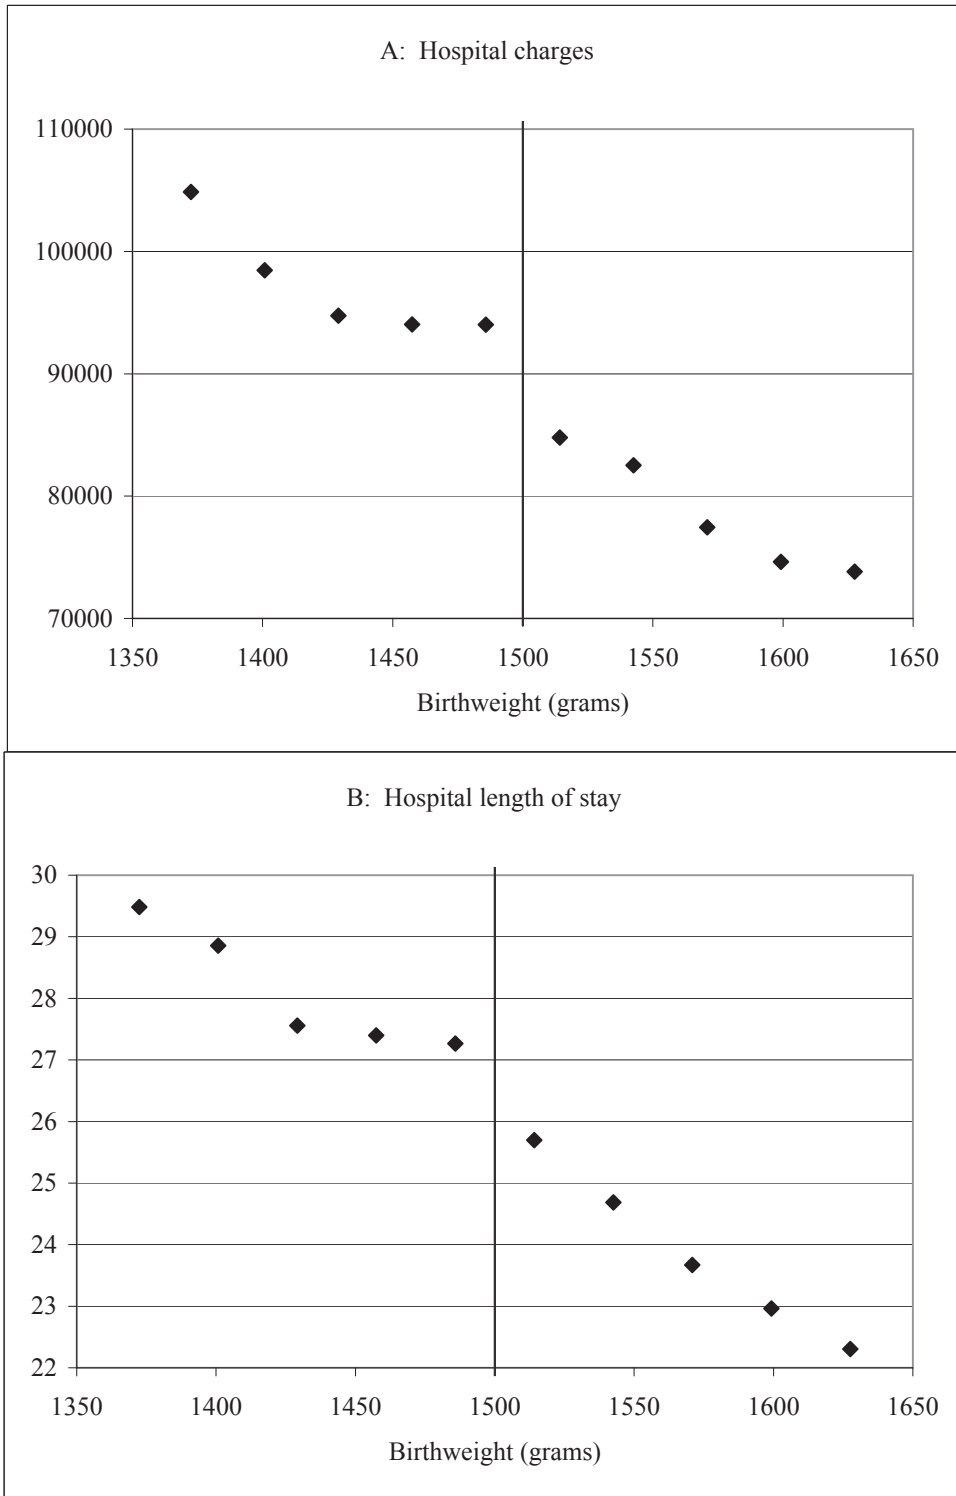 A: Hospital charges
110000
100000
90000
80000
70000
1350 1400 1450 1500 1550 1600 1650
Birthweight (grams)
B: Hospital length of stay
30
29
28
27
26
25
24
23
22
1350 1400 1450 1500 1550 1600 1650
Birthweight (grams)